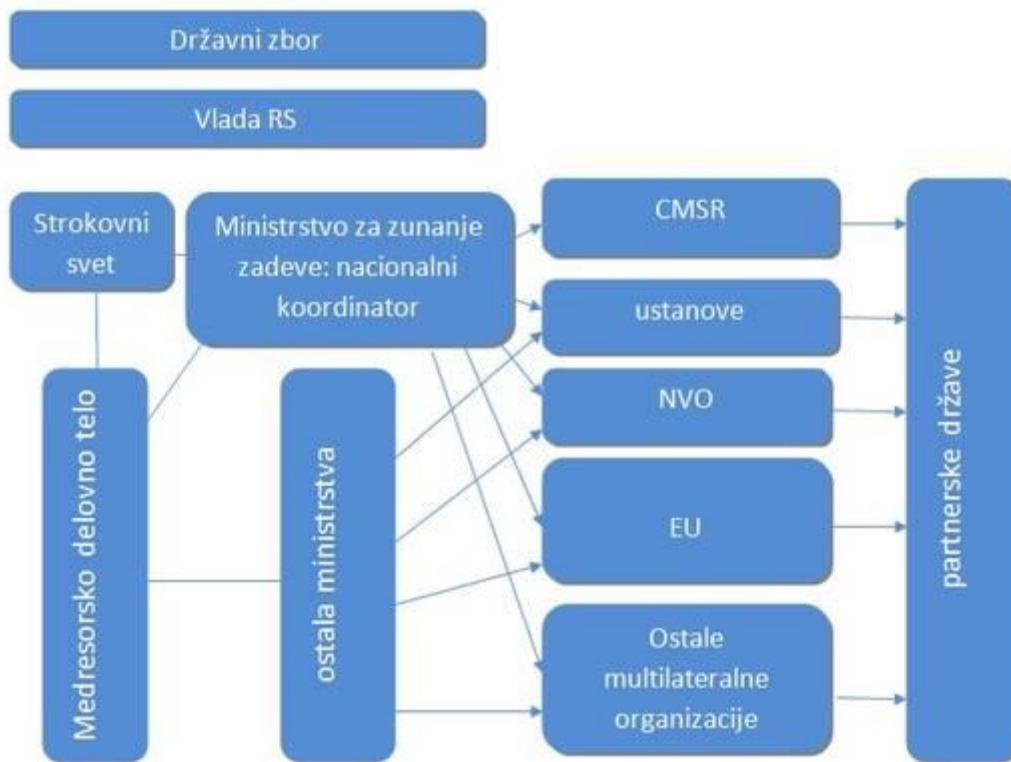 Državni zbor
Vlada RS
Strokovni
svet
Ministrstvo za zunanje
zadeve: nacionalni
koordinator
CMSR
ustanove
NVO
EU
Ostale
multilateralne
organizacije
Medresorsko delovno telo
ostala ministrstva
partnerske države